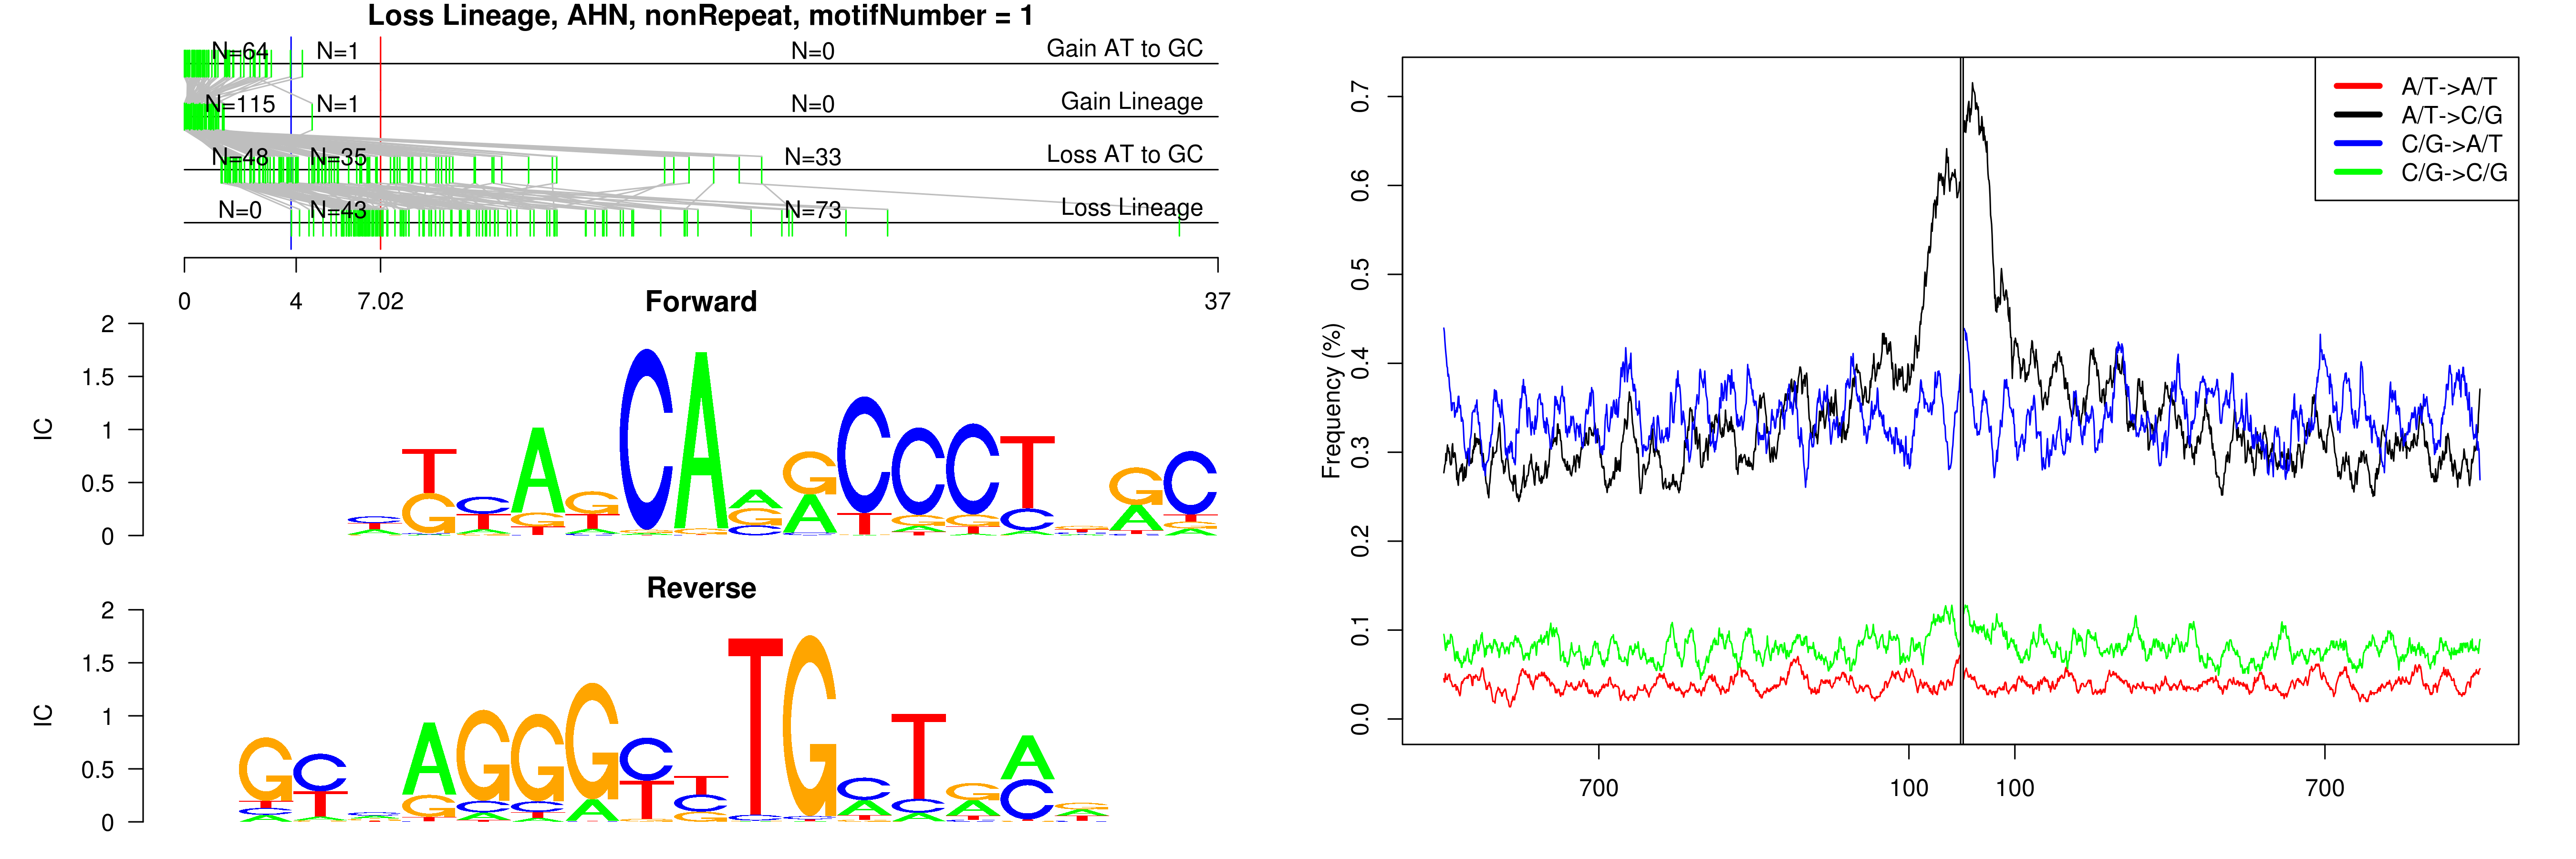 Loss Lineage, AHN, nonRepeat, motifNumber = 1
N=64 N=1 N=0 Gain AT to GC
N=115 N=1 N=0 Gain Lineage
N=48 N=35 N=33 Loss AT to GC
N=0 N=43 N=73 Loss Lineage
0 4 7.02 37
Forward
2
1.5
1
0.5
0
IC
Reverse
2
1.5
1
0.5
0
IC
A/T->A/T
A/T->C/G
C/G->A/T
C/G->C/G
0.7
0.6
0.5
0.4
0.3
0.2
0.1
0.0
Frequency (%)
700 100 100 700